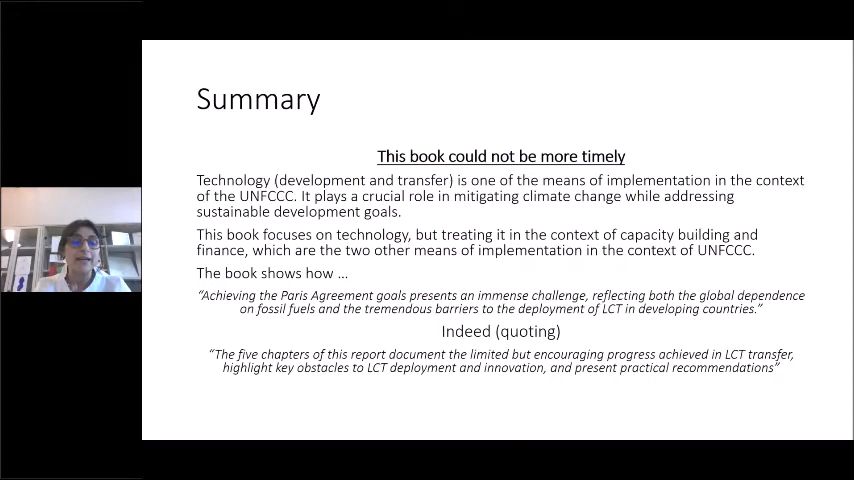 Summary
This book could not be more timely
Technology (development and transfer) is one of the means of implementation in the context
of the UNFCCC. It plays a crucial role in mitigating climate change while addressing
sustainable development goals.
This book focuses on technology, but treating it in the context of capacity building and
finance, which are the two other means of implementation in the context of UNFCCC.
The book shows how …
“Achieving the Paris Agreement goals presents an immense challenge, reflecting both the global dependence
on fossil fuels and the tremendous barriers to the deployment of LCT in developing countries.”
Indeed (quoting)
“The five chapters of this report document the limited but encouraging progress achieved in LCT transfer,
highlight key obstacles to LCT deployment and innovation, and present practical recommendations”